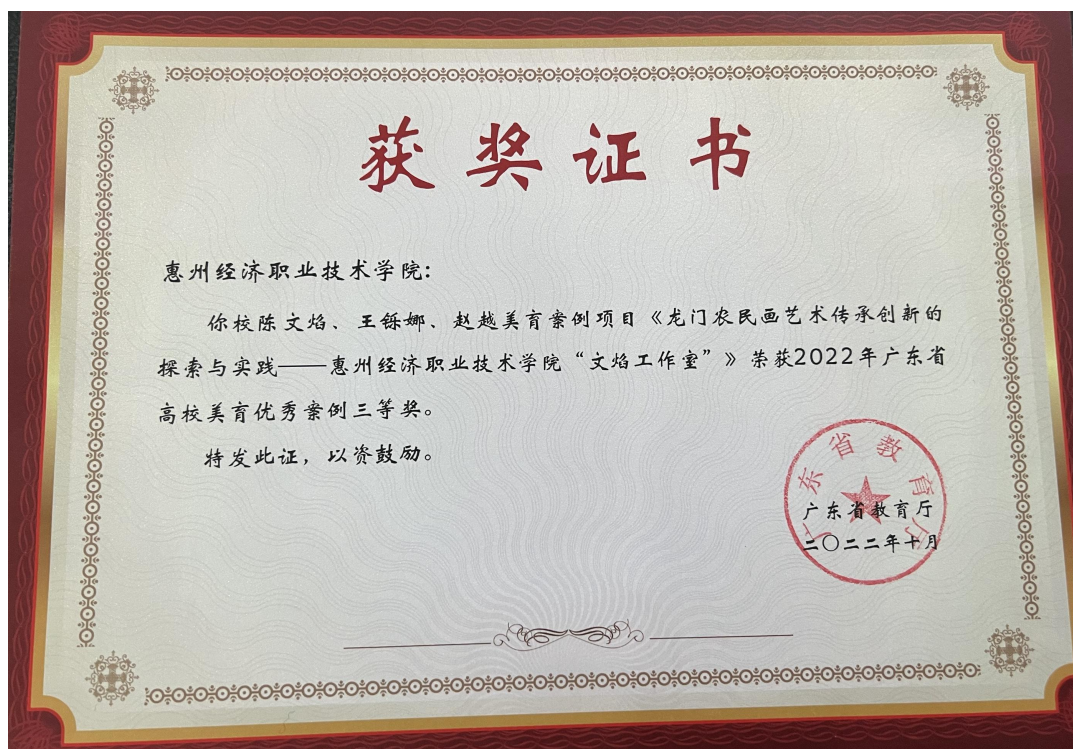 获奖证书
惠州经济职业技术学院：
你校陈文焰、王铄娜、赵越美育案例项目《龙门农民画艺术传承创新的
探索与实践——惠州经济职业技术学院“文焰工作室”》荣获2022年广东省
高校美育优秀案例三等奖。
特发此证，以资鼓励。
广东省教育厅
广东省教育厅
二〇二二年十月